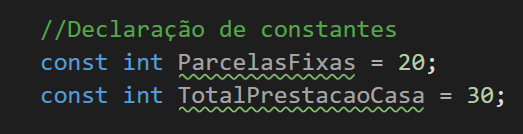 //Declaração de constantes
const int ParcelasFixas = 20;
const int TotalPrestacaoCasa = 30;